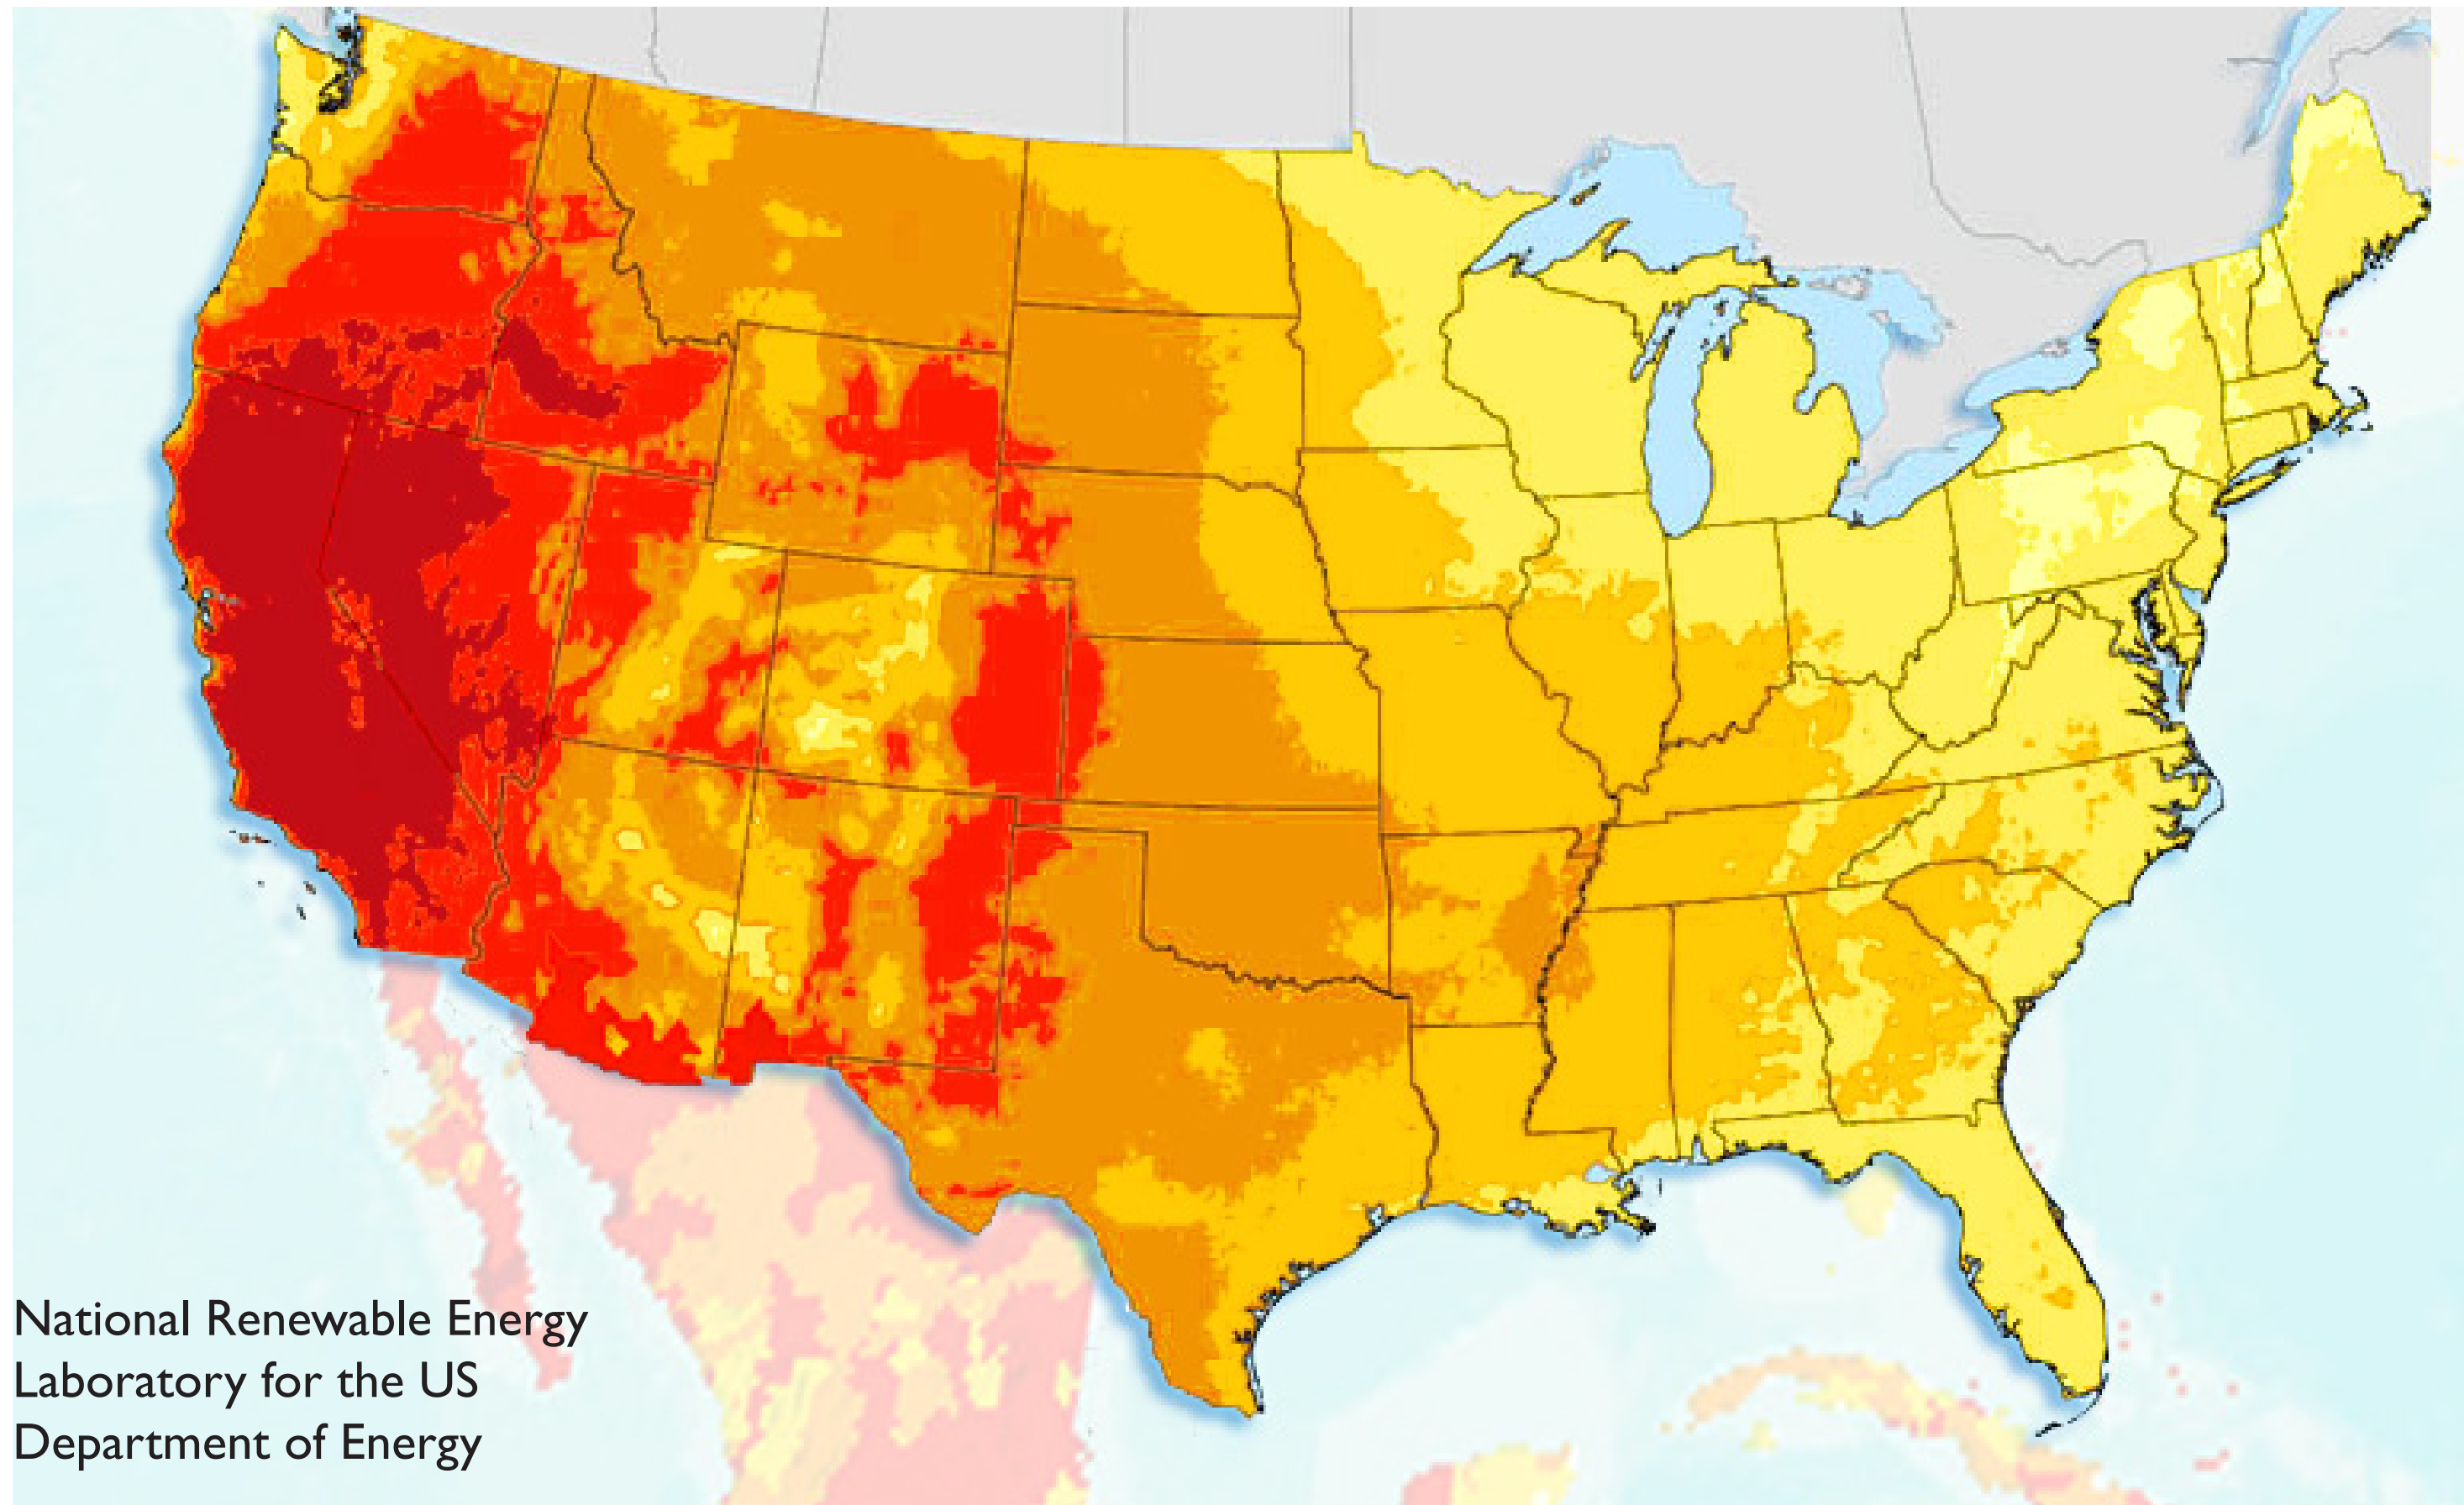 National Renewable Energy
Laboratory for the US
Department of Energy